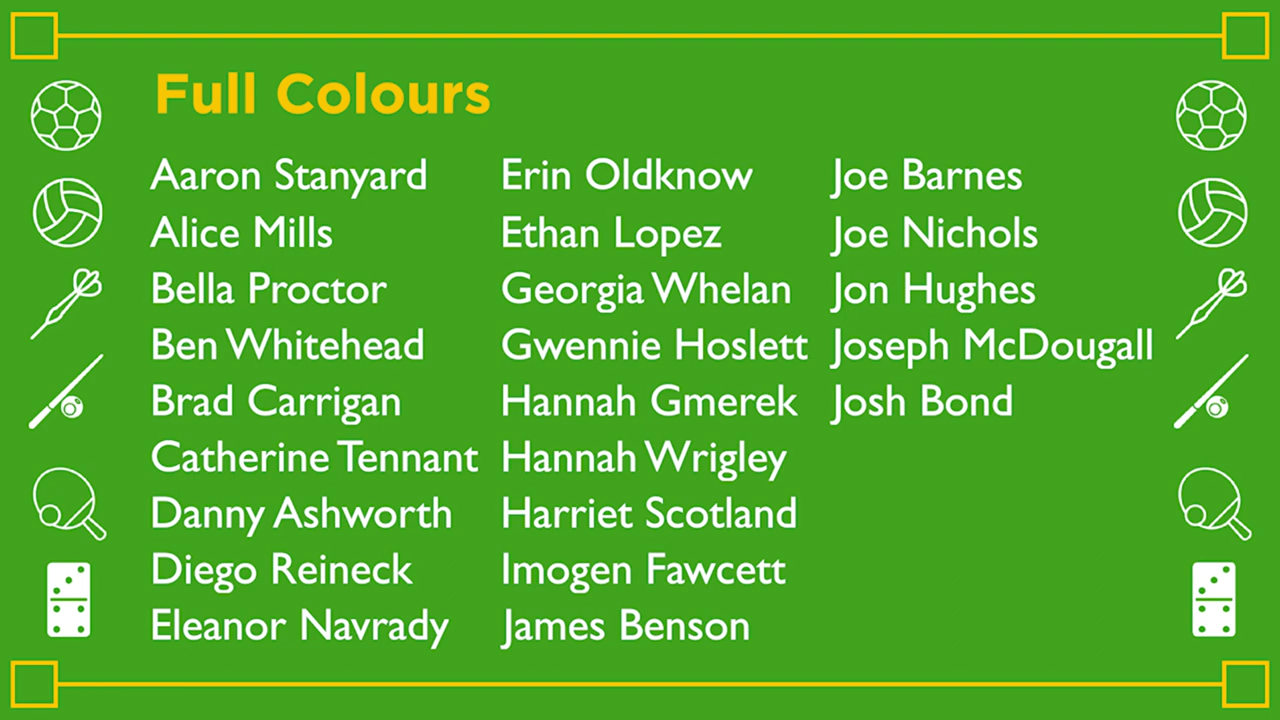 Full Colours
Aaron Stanyard
Alice Mills
Bella Proctor
Ben Whitehead
Brad Carrigan
Catherine Tennant
Danny Ashworth
Diego Reineck
Eleanor Navrady
Erin Oldknow
Ethan Lopez
Georgia Whelan
Gwennie Hoslett
Hannah Gmerek
Hannah Wrigley
Harriet Scotland
Imogen Fawcett
James Benson
Joe Barnes
Joe Nichols
Jon Hughes
Joseph McDougall
Josh Bond